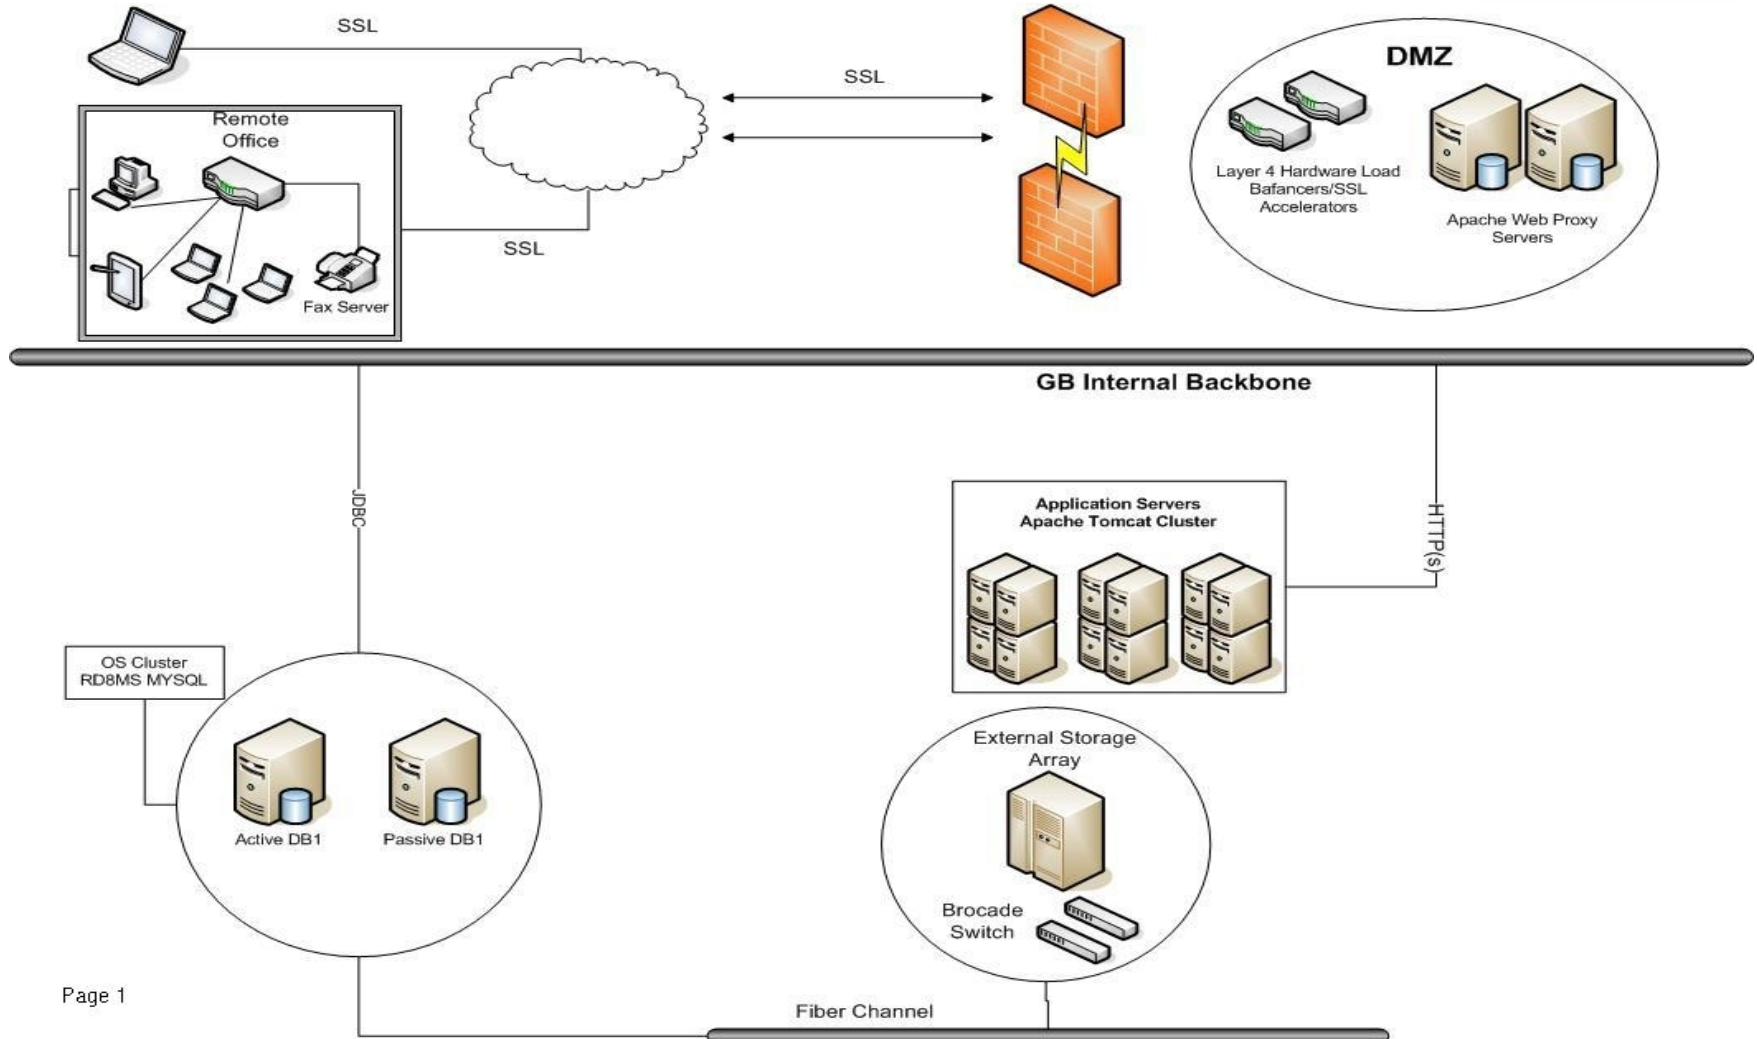 SSL
SSL
DMZ
Remote
Office
Layer 4 Hardware Load
Bafancers/SSL
Accelerators
Apache Web Proxy
Servers
SSL
Fax Server
GB Internal Backbone
JDBC
Application Servers
Apache Tomcat Cluster
HTTP(s)
OS Cluster
RD8MS MYSQL
External Storage
Array
Active DB1
Passive DB1
Brocade
Switch
Page 1
Fiber Channel